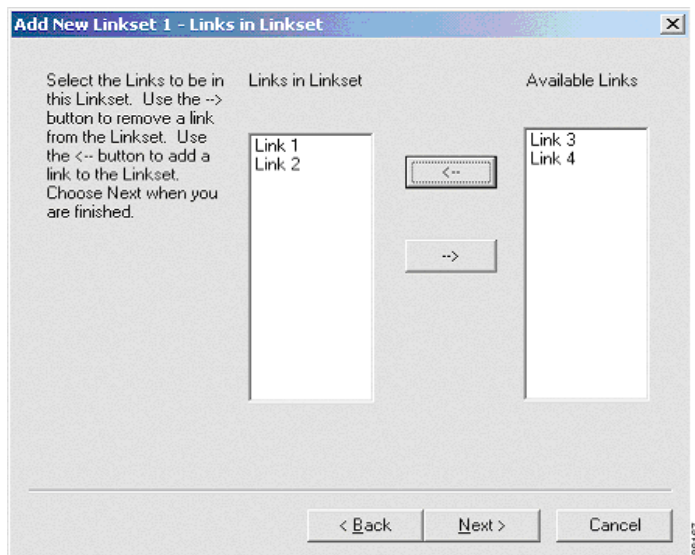 Add New Linkset 1 - Links in Linkset
Select the Links to be in
this Linkset. Use the -->
button to remove a link
from the Linkset. Use
the <-- button to add a
link to the Linkset.
Choose Next when you
are finished.
Links in Linkset
Link 1
Link 2
<--
-->
Available Links
Link 3
Link 4
< Back
Next >
Cancel